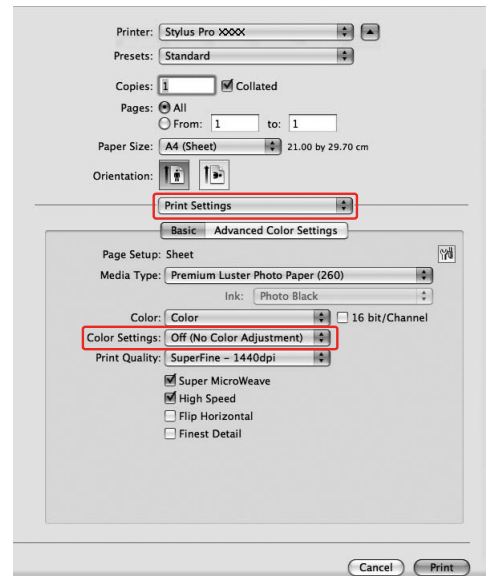 Printer: Stylus Pro XXXX
Presets: Standard
Copies: 1 Collated
Pages: All
From: 1 to: 1
Paper Size: A4 (Sheet) 21.00 by 29.70 cm
Orientation:
Print Settings
Basic Advanced Color Settings
Page Setup: Sheet
Media Type: Premium Luster Photo Paper (260)
Ink: Photo Black
Color: Color 16 bit/Channel
Color Settings: Off (No Color Adjustment)
Print Quality: SuperFine – 1440dpi
Super MicroWeave
High Speed
Flip Horizontal
Finest Detail
Cancel Print